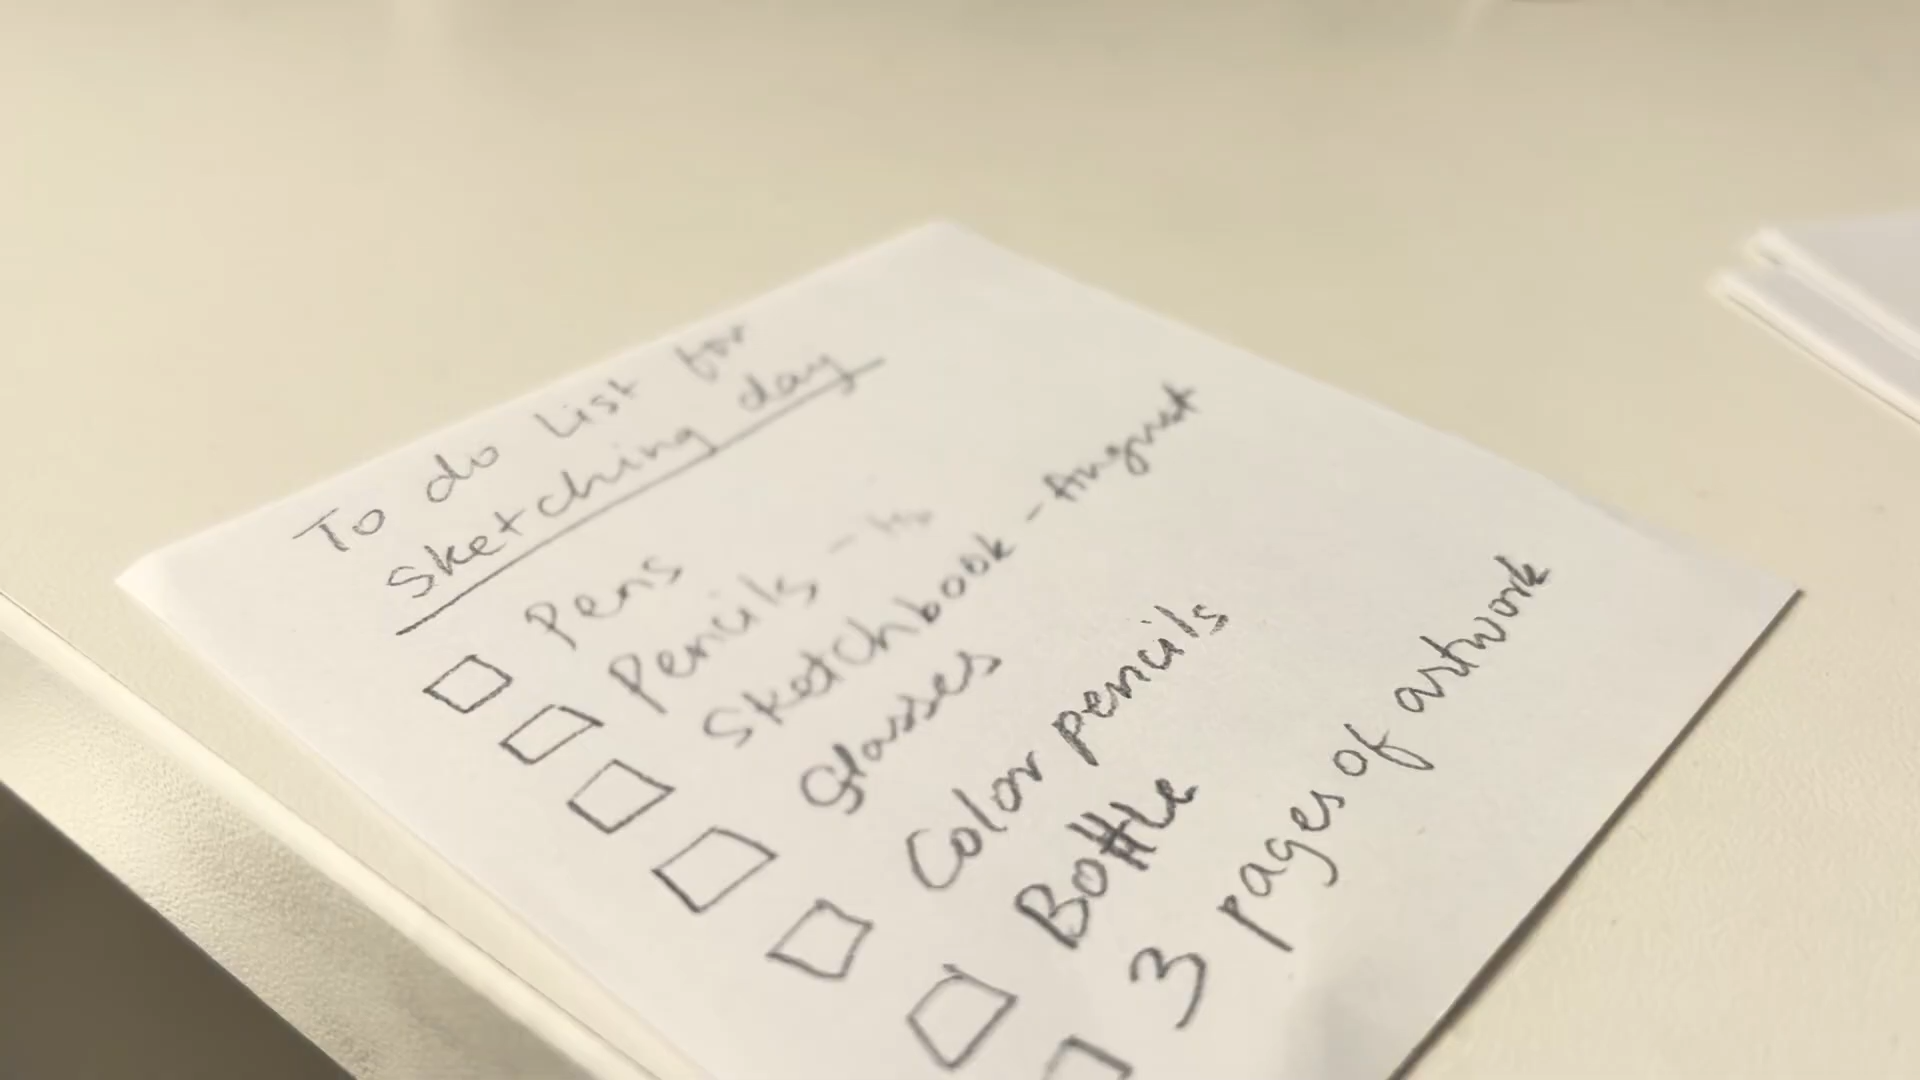 To do List for
Sketching day
Pens
Pencils -
Sketchbook - August
Glasses
Color pencils
Bottle
3 pages of artwork